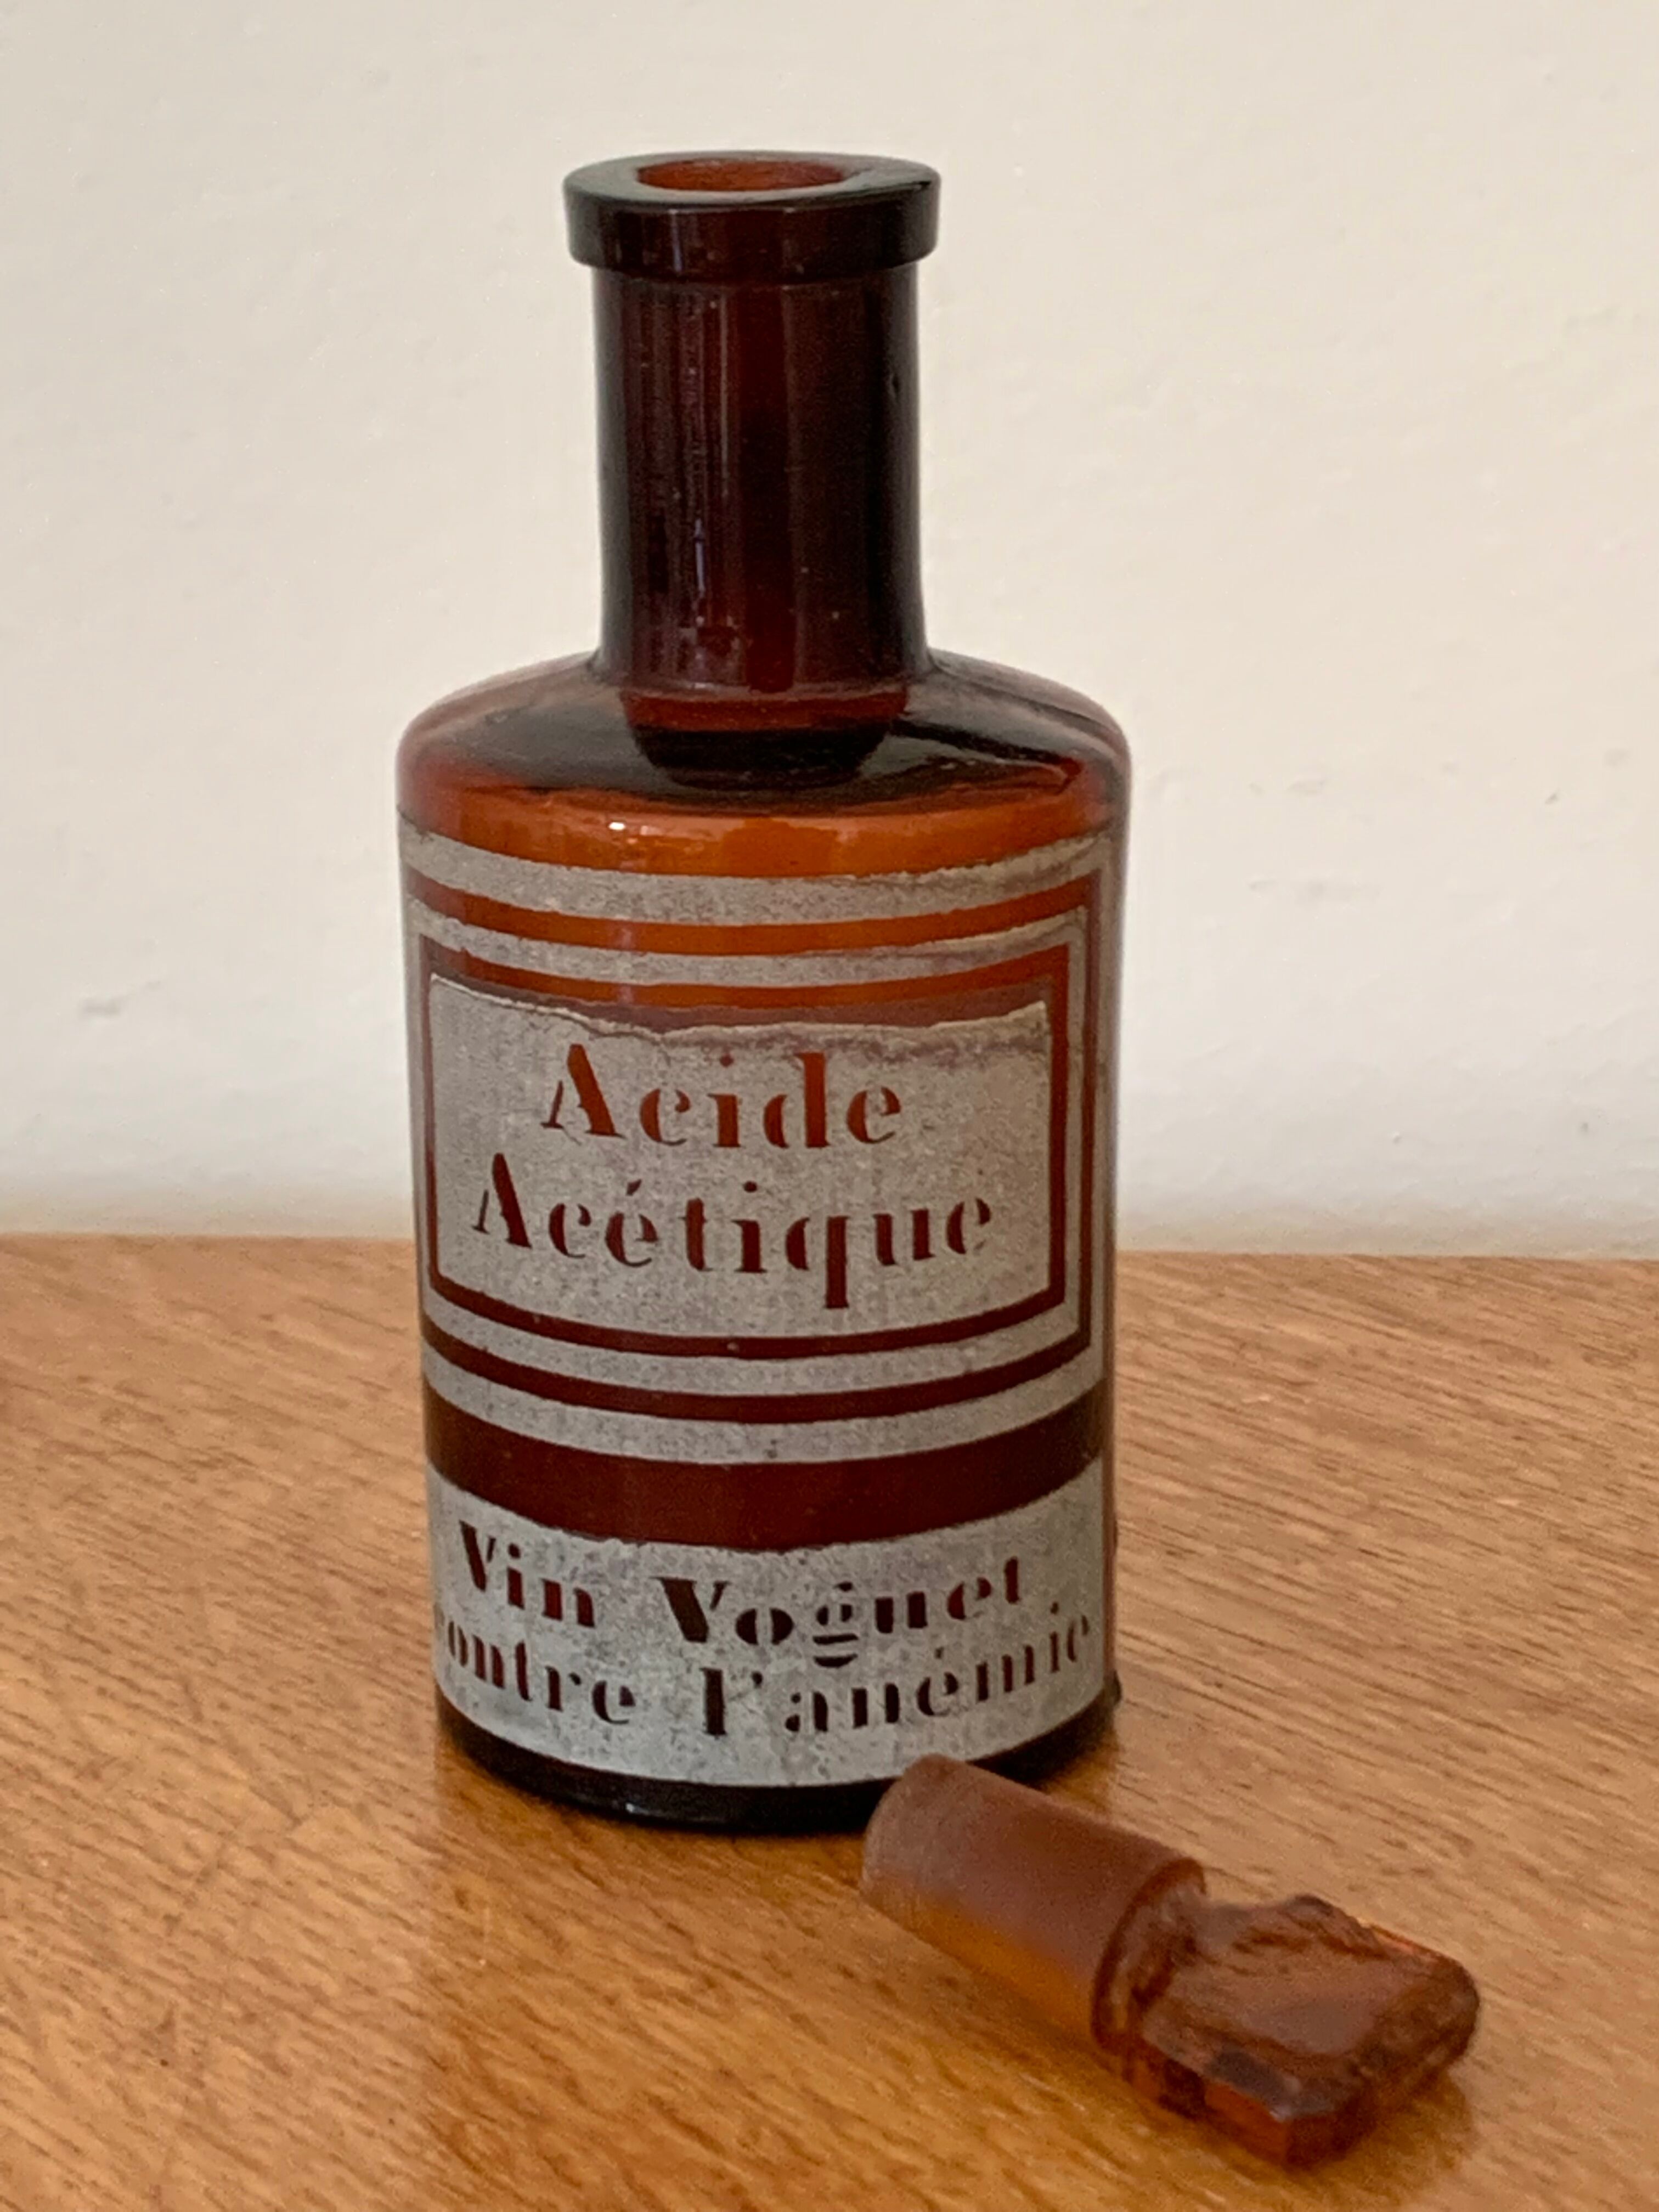 Acide
Acétique
Vin Voguet
contre l'anémie